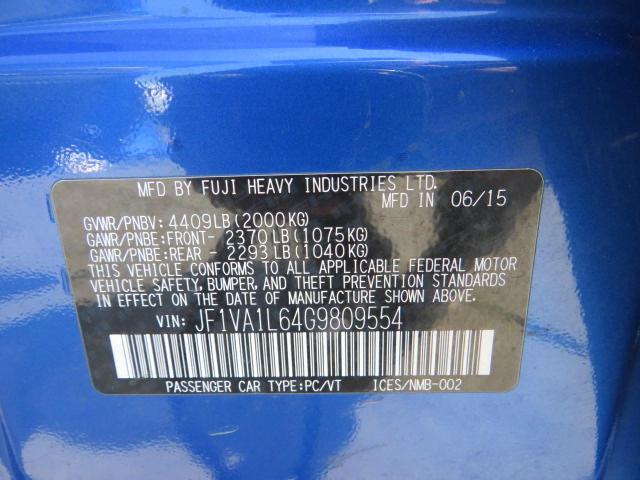 MFD BY FUJI HEAVY INDUSTRIES LTD.
MFD IN 06/15
GVWR/PNBV: 4409LB(2000KG)
GAWR/PNBE:FRONT- 2370LB(1075KG)
GAWR/PNBE:REAR - 2293LB(1040KG)
THIS VEHICLE CONFORMS TO ALL APPLICABLE FEDERAL MOTOR
VEHICLE SAFETY, BUMPER, AND THEFT PREVENTION STANDARDS
IN EFFECT ON THE DATE OF MANUFACTURE SHOWN ABOVE.
VIN: JF1VA1L64G9809554
PASSENGER CAR TYPE:PC/VT ICES/NMB-002